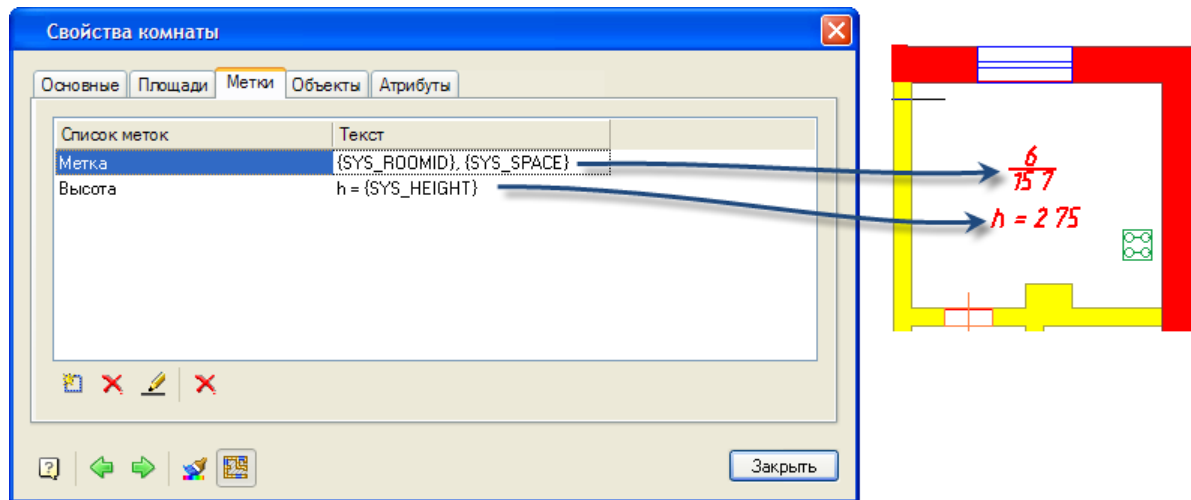 Свойства комнаты
Основные Площади Метки Объекты Атрибуты
Список меток Текст
Метка {SYS_ROOMID}, {SYS_SPACE}
Высота h = {SYS_HEIGHT}
Закрыть
6
15 7
h = 2 75